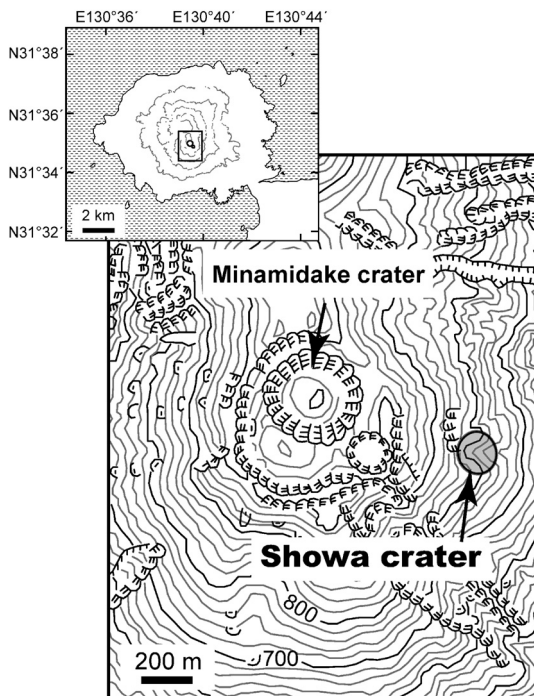 E130°36´ E130°40´ E130°44´
N31°38´
N31°36´
N31°34´
N31°32´
2 km
Minamidake crater
Showa crater
800
700
200 m